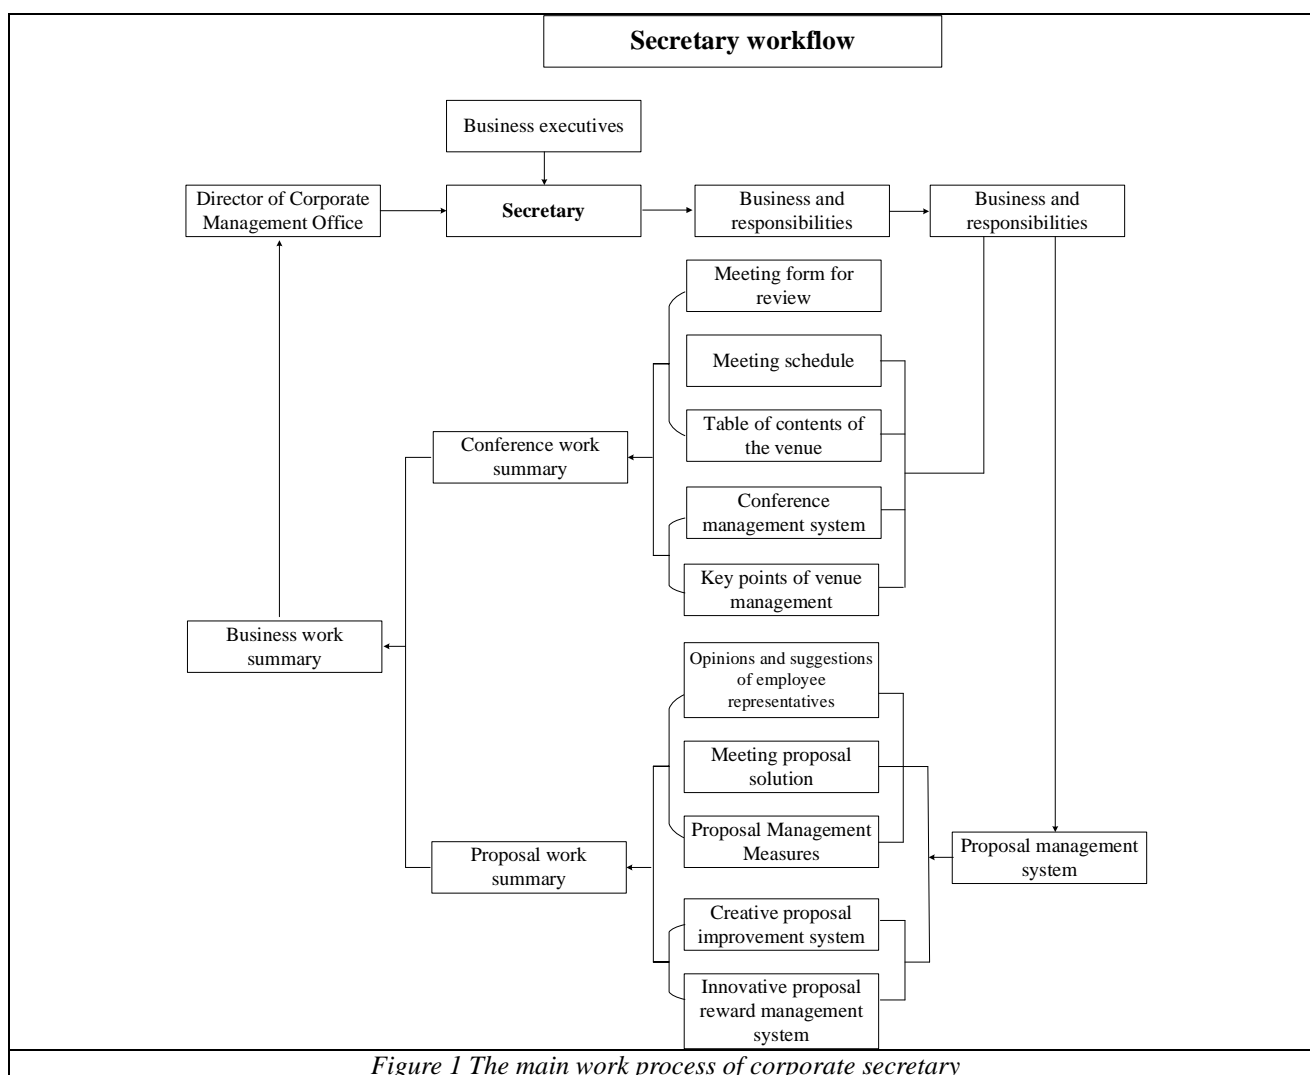 Secretary workflow
Business executives
Director of Corporate
Management Office
Secretary
Business and
responsibilities
Business and
responsibilities
Meeting form for
review
Meeting schedule
Table of contents of
the venue
Conference work
summary
Conference
management system
Key points of venue
management
Business work
summary
Opinions and suggestions
of employee
representatives
Meeting proposal
solution
Proposal Management
Measures
Proposal work
summary
Proposal management
system
Creative proposal
improvement system
Innovative proposal
reward management
system
Figure 1 The main work process of corporate secretary